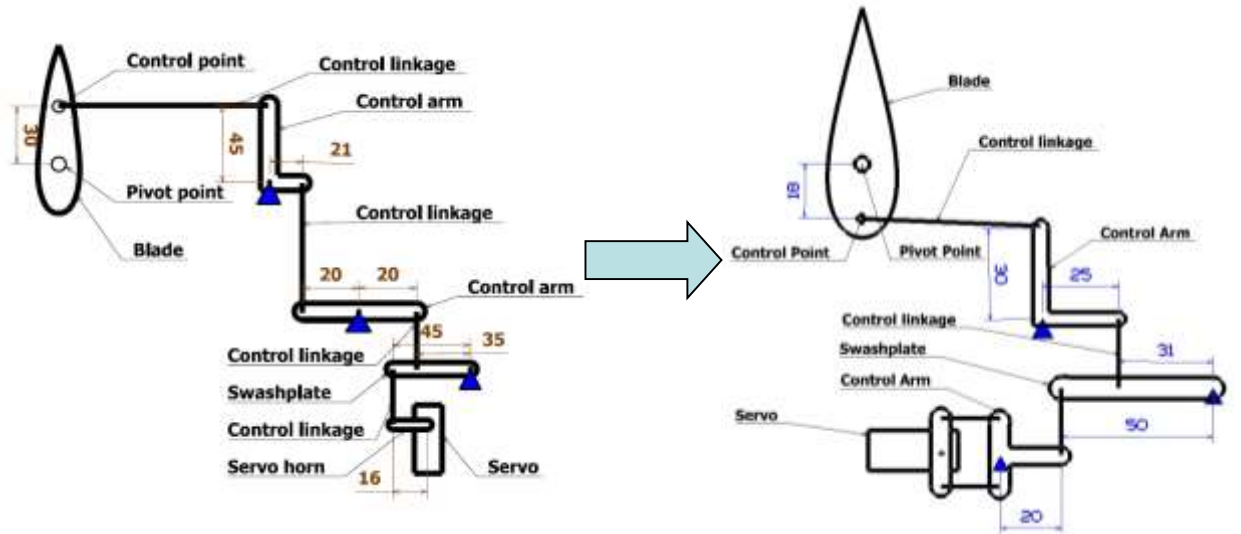 Control point
Control linkage
Control arm
30
45
21
Pivot point
Control linkage
Blade
20
20
Control arm
45
35
Control linkage
Swashplate
Control linkage
Servo horn
Servo
16
Blade
Control linkage
18
Control Point
Pivot Point
Control Arm
30
25
Control linkage
Swashplate
31
Control Arm
Servo
50
20